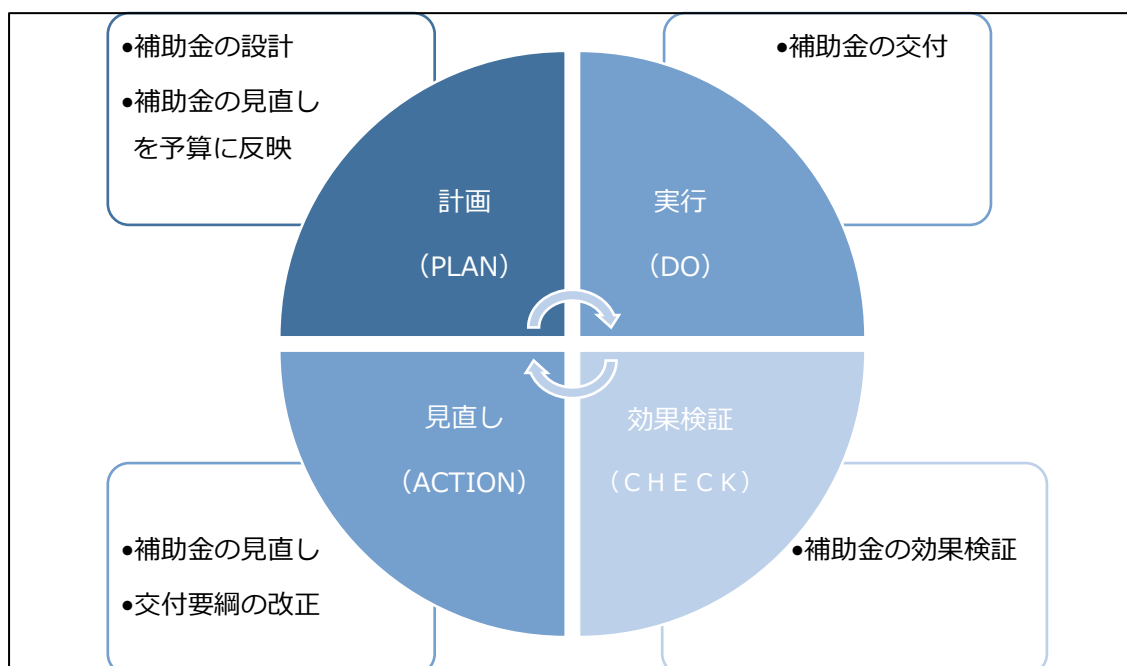 •補助金の設計
•補助金の見直し
を予算に反映
•補助金の交付
計画
（PLAN）
実行
（DO）
見直し
（ACTION）
効果検証
（ＣＨＥＣＫ）
•補助金の見直し
•交付要綱の改正
•補助金の効果検証